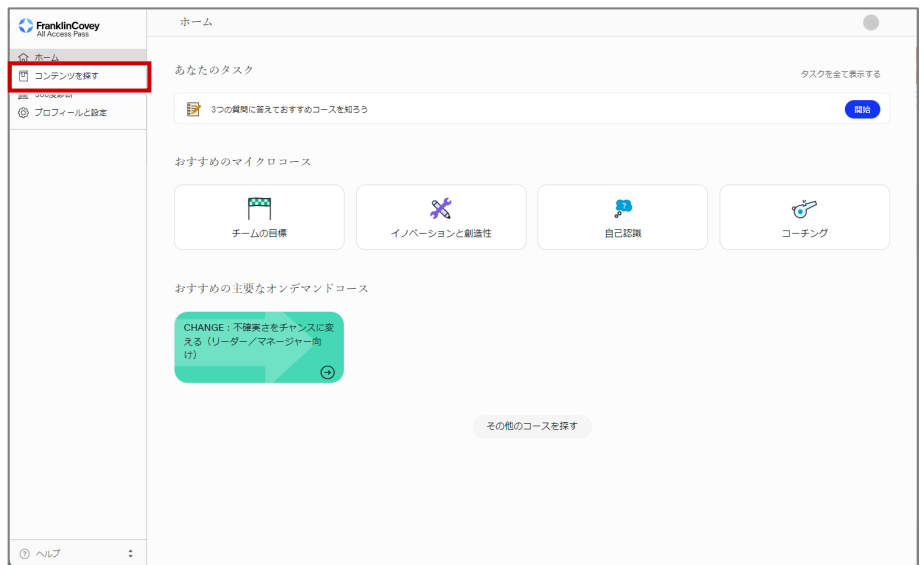 FranklinCovey
All Access Pass
ホーム
コンテンツを探す
360度診断
プロフィールと設定
ヘルプ
ホーム
あなたのタスク
タスクを全て表示する
3つの質問に答えておすすめコースを知ろう
開始
おすすめのマイクロコース
チームの目標
イノベーションと創造性
自己認識
コーチング
おすすめの主要なオンデマンドコース
CHANGE:不確実さをチャンスに変
える(リーダー/マネージャー向
け)
その他のコースを探す